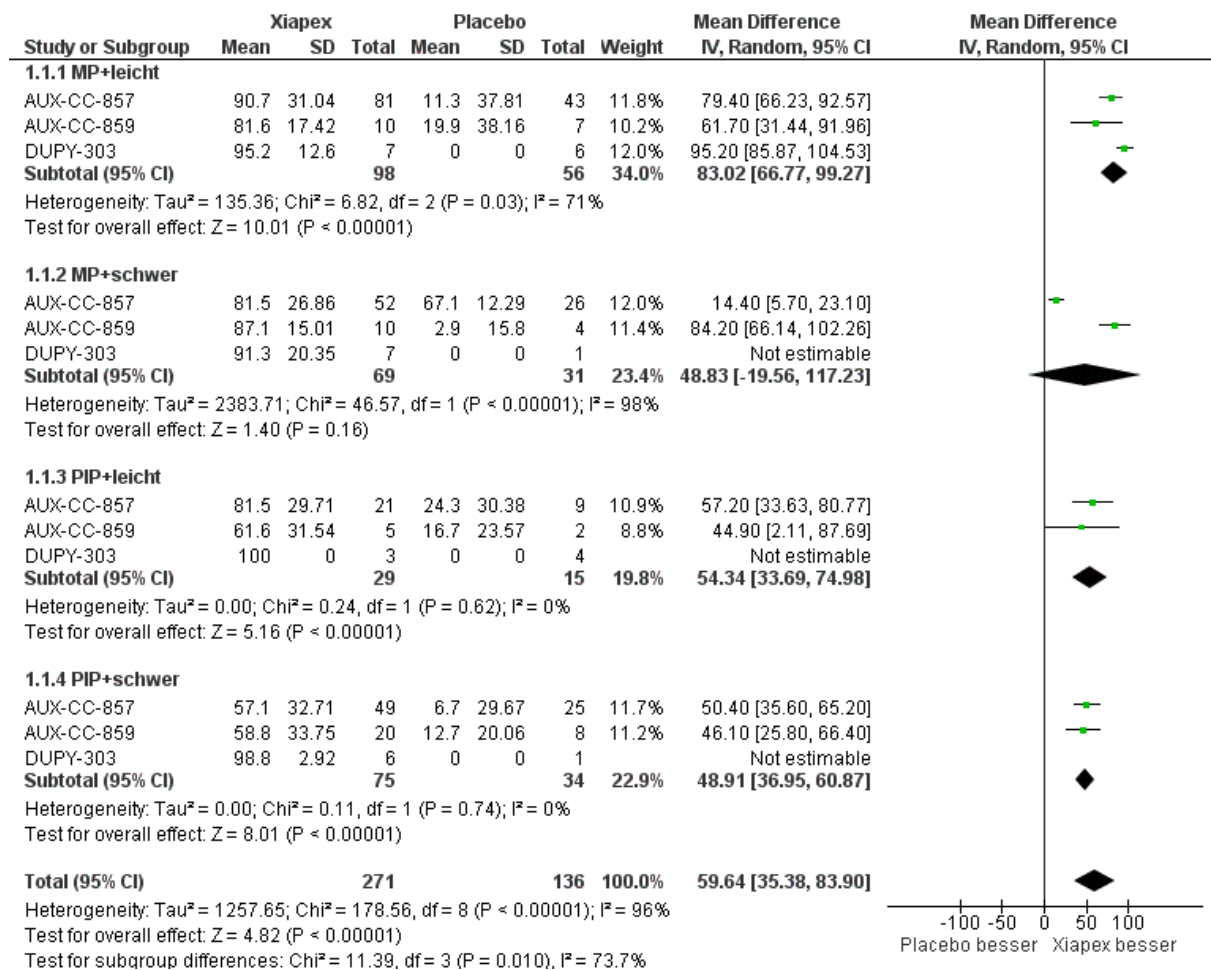 Xiapex Placebo Mean Difference Mean Difference
Study or Subgroup Mean SD Total Mean SD Total Weight IV, Random, 95% CI IV, Random, 95% CI
1.1.1 MP+leicht
AUX-CC-857 90.7 31.04 81 11.3 37.81 43 11.8% 79.40 [66.23, 92.57]
AUX-CC-859 81.6 17.42 10 19.9 38.16 7 10.2% 61.70 [31.44, 91.96]
DUPY-303 95.2 12.6 7 0 0 6 12.0% 95.20 [85.87, 104.53]
Subtotal (95% CI) 98 56 34.0% 83.02 [66.77, 99.27]
Heterogeneity: Tau² = 135.36; Chi² = 6.82, df = 2 (P = 0.03); I² = 71%
Test for overall effect: Z = 10.01 (P < 0.00001)
1.1.2 MP+schwer
AUX-CC-857 81.5 26.86 52 67.1 12.29 26 12.0% 14.40 [5.70, 23.10]
AUX-CC-859 87.1 15.01 10 2.9 15.8 4 11.4% 84.20 [66.14, 102.26]
DUPY-303 91.3 20.35 7 0 0 1 Not estimable
Subtotal (95% CI) 69 31 23.4% 48.83 [-19.56, 117.23]
Heterogeneity: Tau² = 2383.71; Chi² = 46.57, df = 1 (P < 0.00001); I² = 98%
Test for overall effect: Z = 1.40 (P = 0.16)
1.1.3 PIP+leicht
AUX-CC-857 81.5 29.71 21 24.3 30.38 9 10.9% 57.20 [33.63, 80.77]
AUX-CC-859 61.6 31.54 5 16.7 23.57 2 8.8% 44.90 [2.11, 87.69]
DUPY-303 100 0 3 0 0 4 Not estimable
Subtotal (95% CI) 29 15 19.8% 54.34 [33.69, 74.98]
Heterogeneity: Tau² = 0.00; Chi² = 0.24, df = 1 (P = 0.62); I² = 0%
Test for overall effect: Z = 5.16 (P < 0.00001)
1.1.4 PIP+schwer
AUX-CC-857 57.1 32.71 49 6.7 29.67 25 11.7% 50.40 [35.60, 65.20]
AUX-CC-859 58.8 33.75 20 12.7 20.06 8 11.2% 46.10 [25.80, 66.40]
DUPY-303 98.8 2.92 6 0 0 1 Not estimable
Subtotal (95% CI) 75 34 22.9% 48.91 [36.95, 60.87]
Heterogeneity: Tau² = 0.00; Chi² = 0.11, df = 1 (P = 0.74); I² = 0%
Test for overall effect: Z = 8.01 (P < 0.00001)
Total (95% CI) 271 136 100.0% 59.64 [35.38, 83.90]
Heterogeneity: Tau² = 1257.65; Chi² = 178.56, df = 8 (P < 0.00001); I² = 96%
Test for overall effect: Z = 4.82 (P < 0.00001)
Test for subgroup differences: Chi² = 11.39, df = 3 (P = 0.010), I² = 73.7%
-100 -50 0 50 100
Placebo besser Xiapex besser